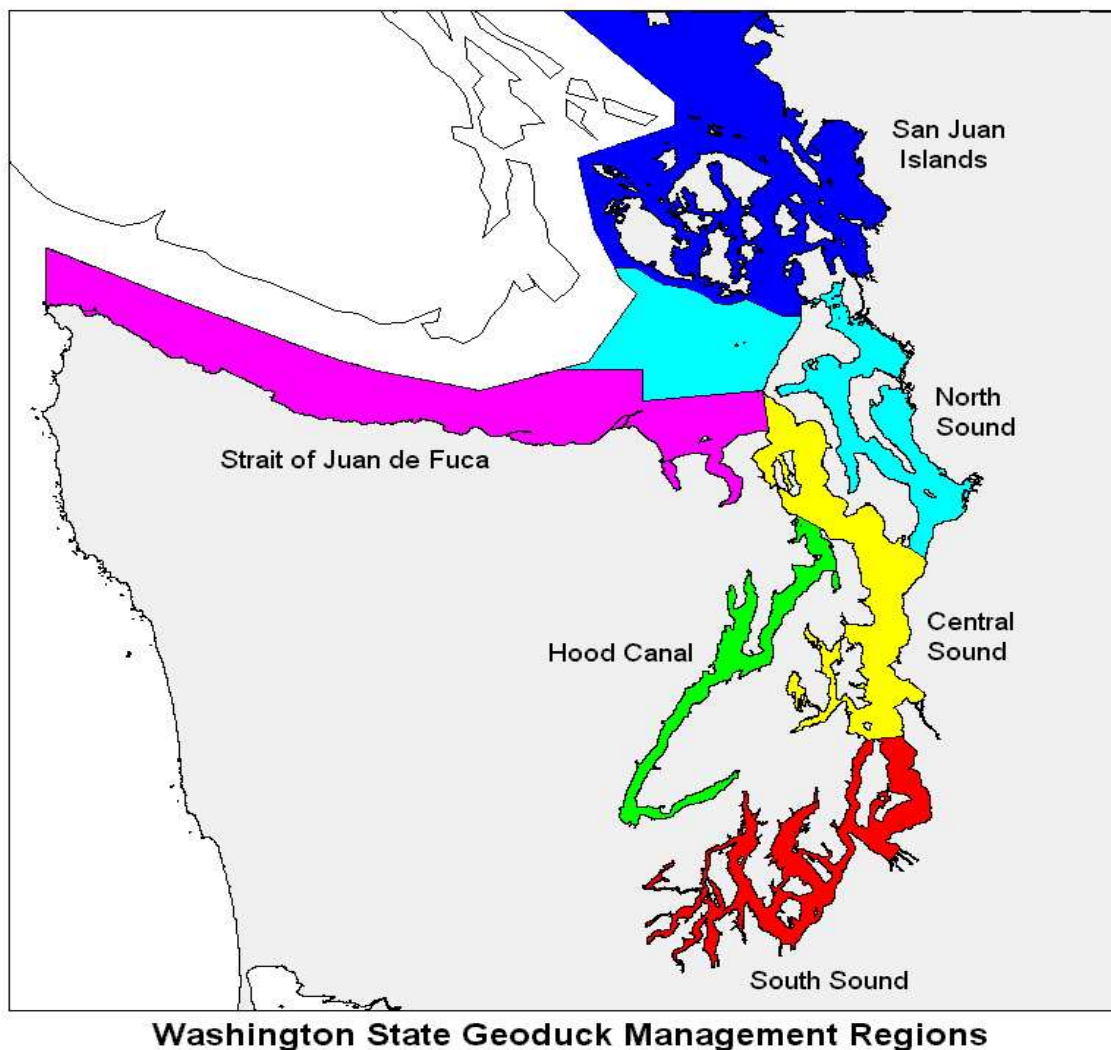 San Juan
Islands
North
Sound
Strait of Juan de Fuca
Central
Sound
Hood Canal
South Sound
Washington State Geoduck Management Regions